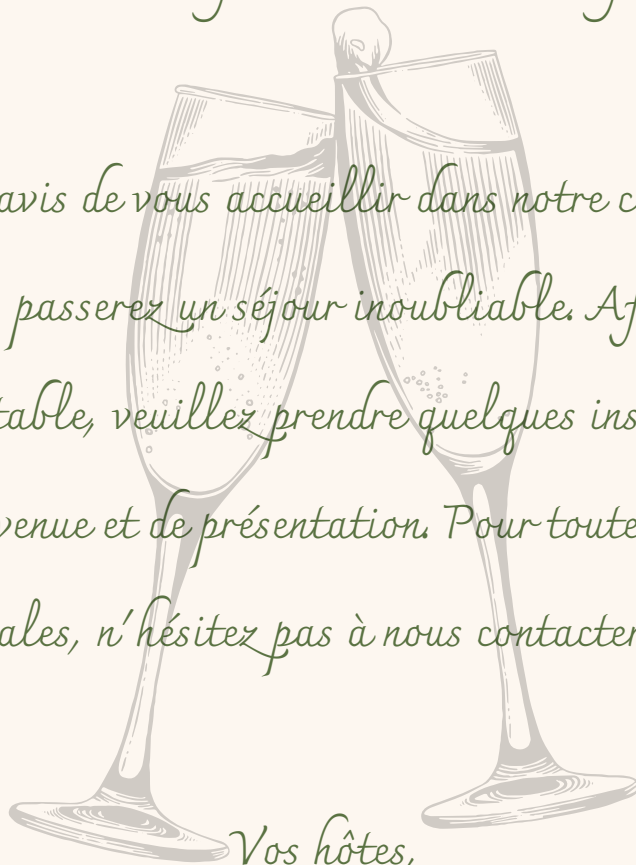 avis de vous accueillir dans notre c
passerez un séjour inoubliable. Af
table, veuillez prendre quelques ins
venue et de présentation. Pour toute
ales, n'hésitez pas à nous contacter
Vos hôtes,